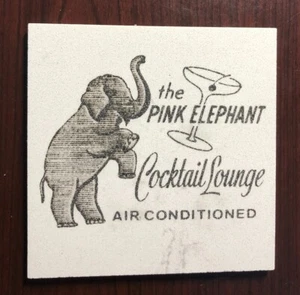 the
PINK ELEPHANT
Cocktail Lounge
AIR CONDITIONED